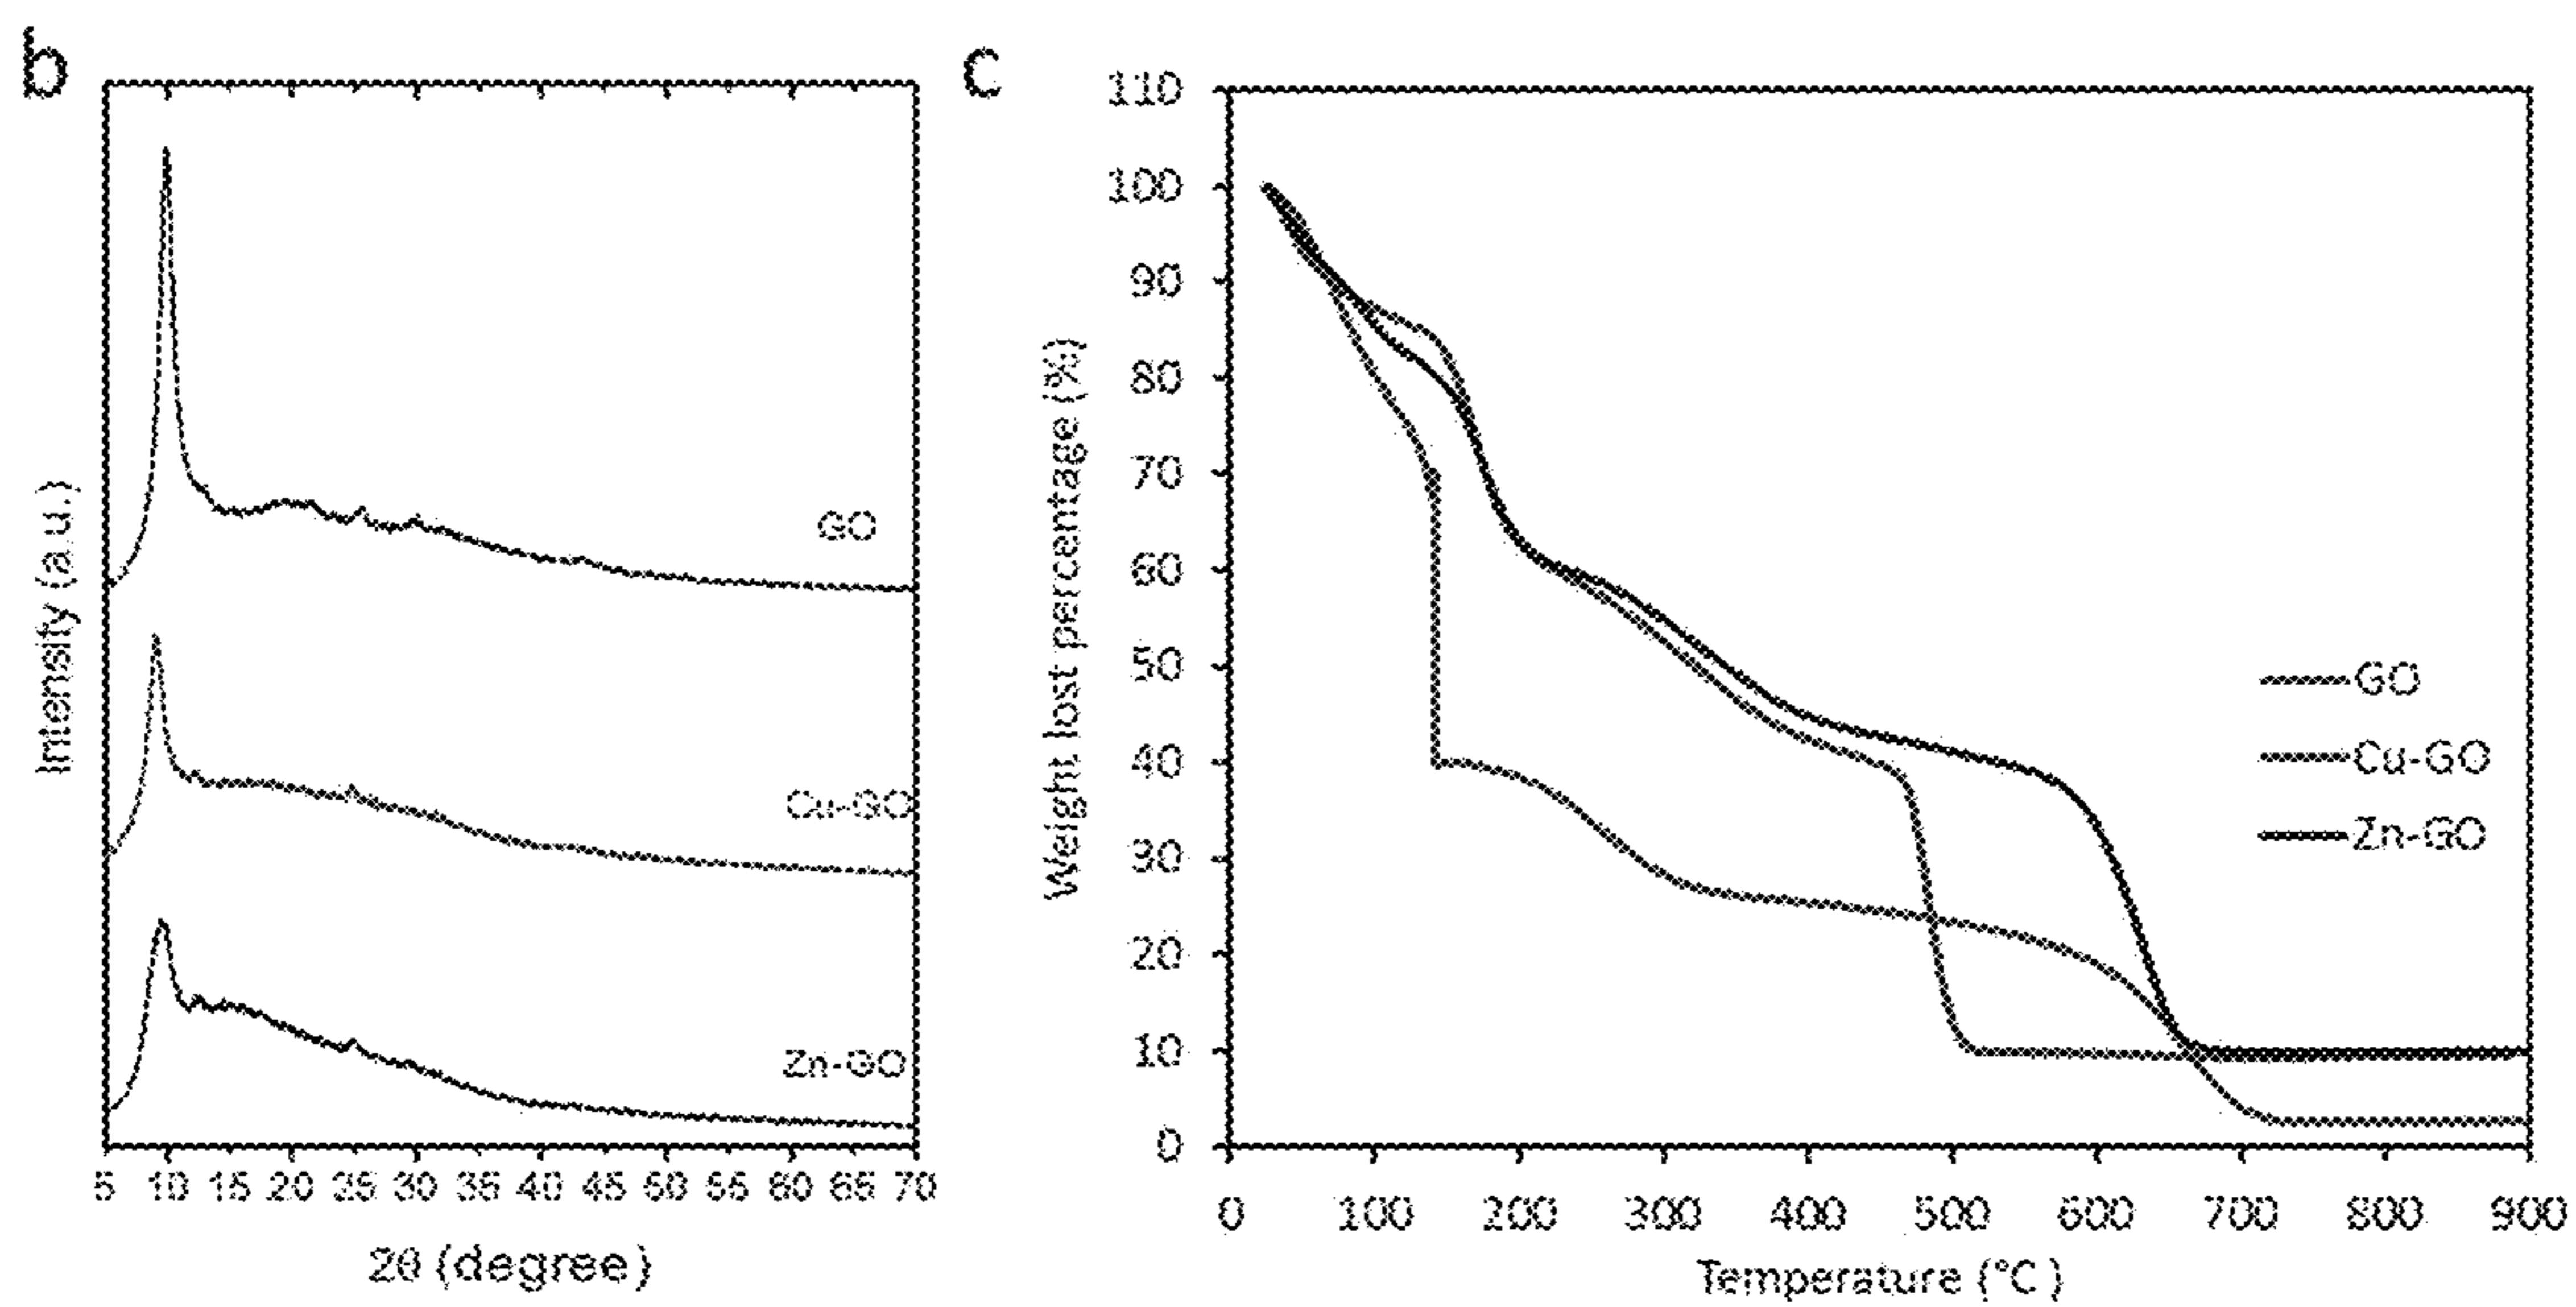 b
Intensity (a.u.)
GO
Cu-GO
Zn-GO
5 10 15 20 25 30 35 40 45 50 55 60 65 70
2θ (degree)
c
Weight lost percentage (%)
110
100
90
80
70
60
50
40
30
20
10
0
GO
Cu-GO
Zn-GO
0 100 200 300 400 500 600 700 800 900
Temperature (°C)